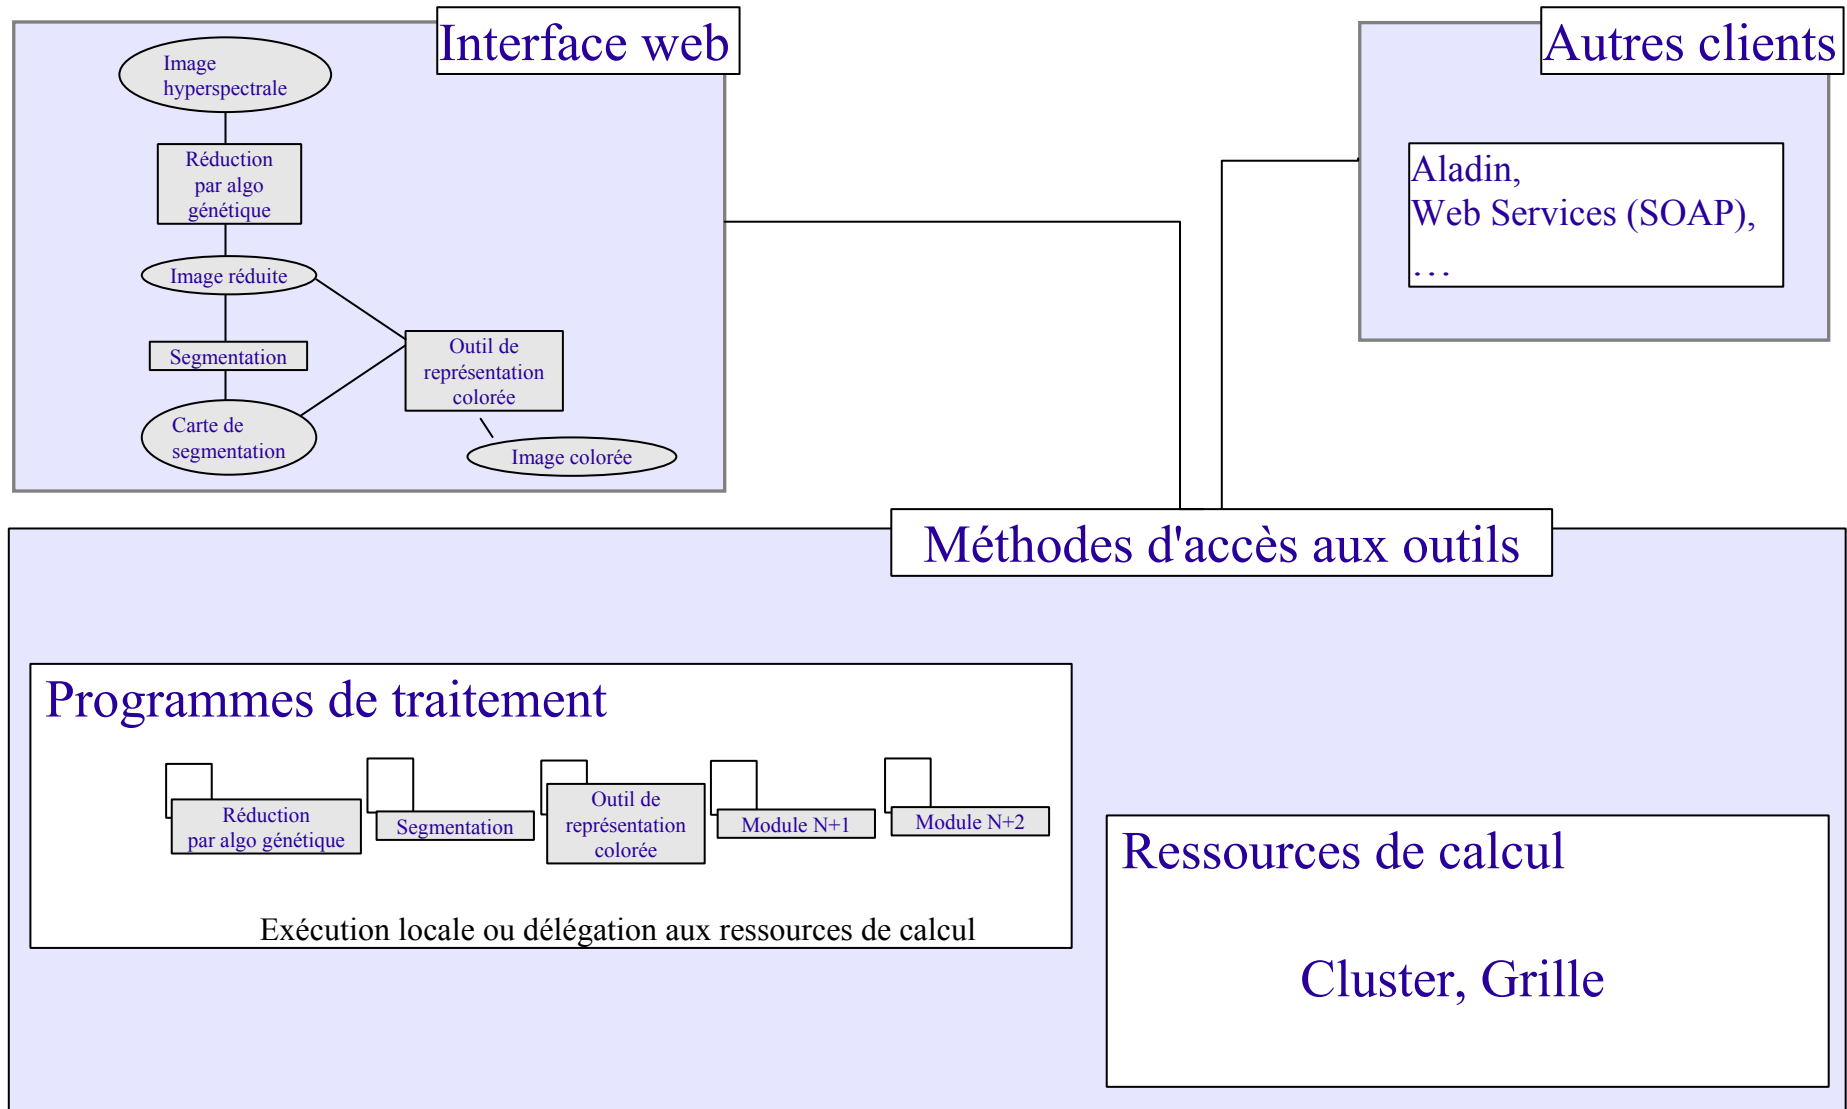 Interface web
Image
hyperspectrale
Réduction
par algo
génétique
Image réduite
Segmentation
Carte de
segmentation
Outil de
représentation
colorée
Image colorée
Autres clients
Aladin,
Web Services (SOAP),
…
Méthodes d'accès aux outils
Programmes de traitement
Réduction
par algo génétique
Segmentation
Outil de
représentation
colorée
Module N+1
Module N+2
Exécution locale ou délégation aux ressources de calcul
Ressources de calcul
Cluster, Grille